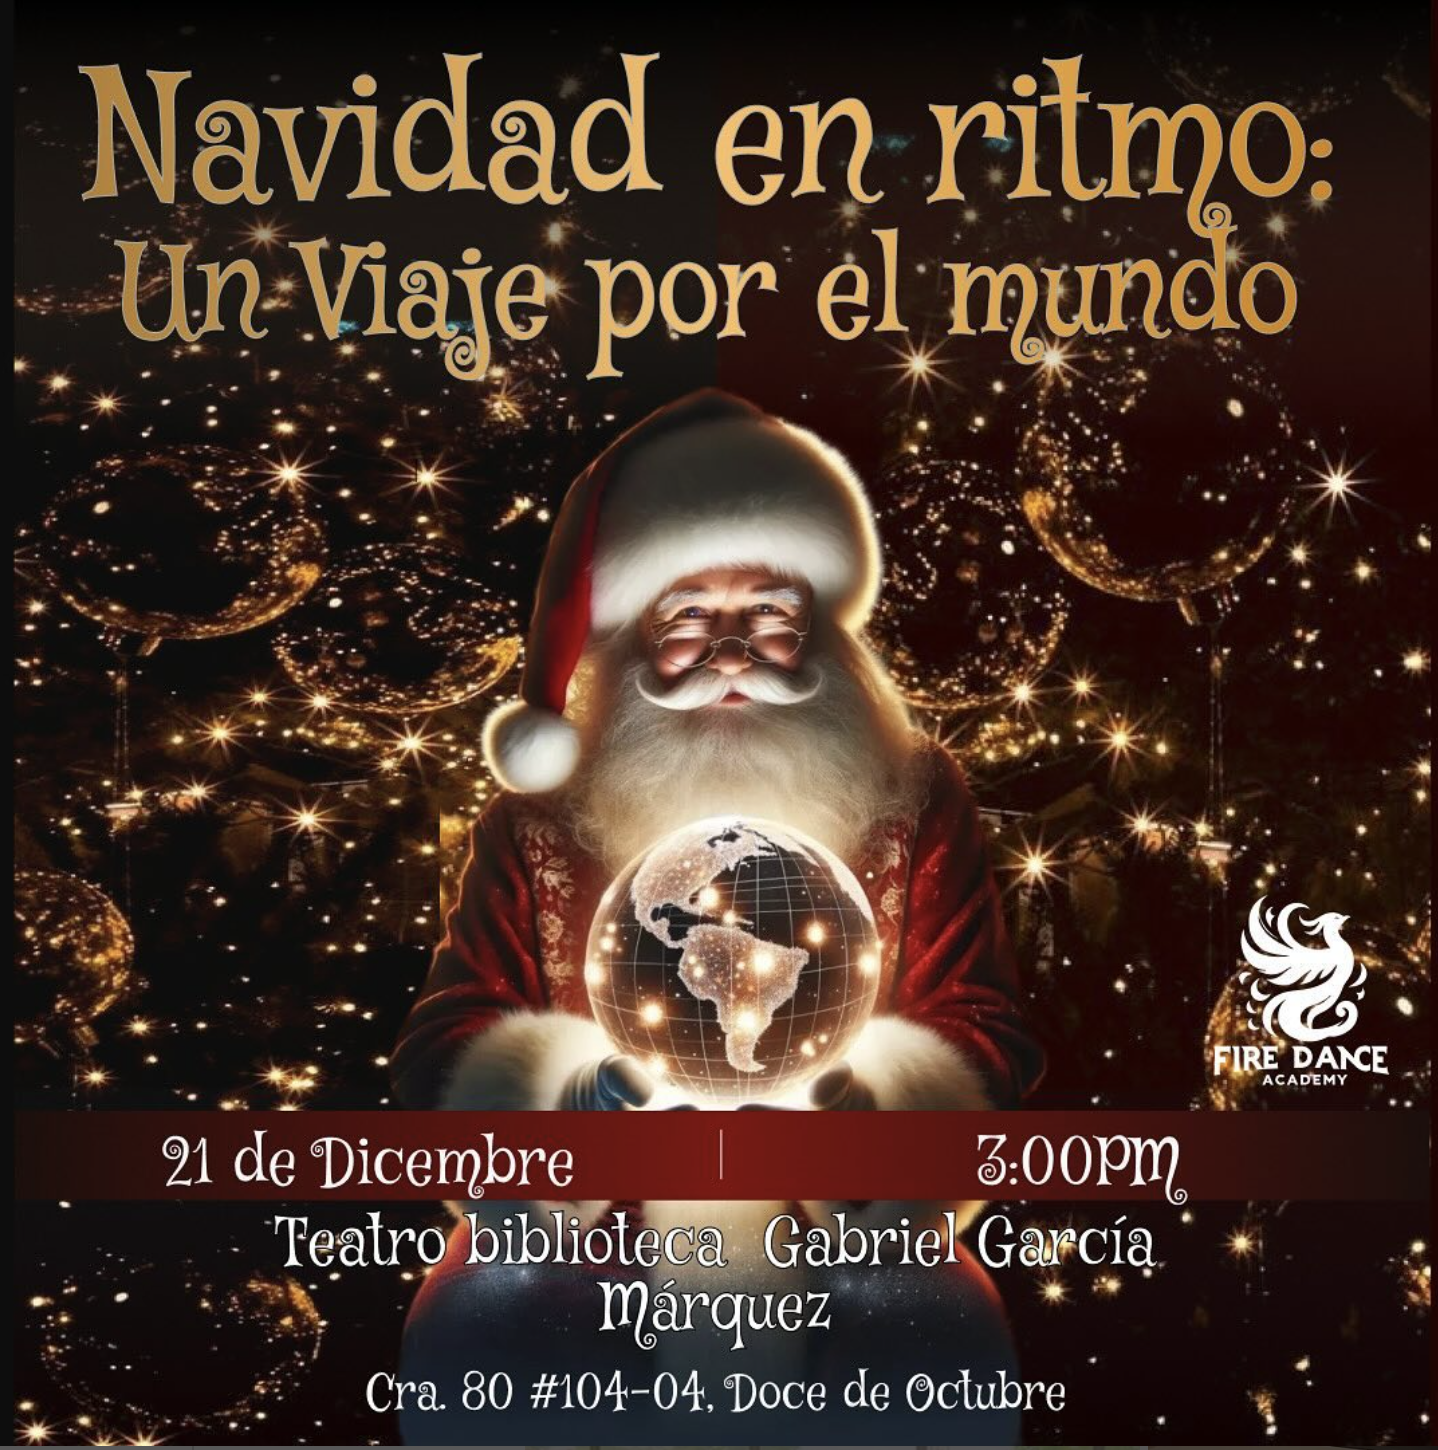 Navidad en ritmo:
Un Viaje por el mundo
FIRE DANCE
ACADEMY
21 de Dicembre
3:00PM
Teatro biblioteca Gabriel García
Márquez
Cra. 80 #104-04, Doce de Octubre